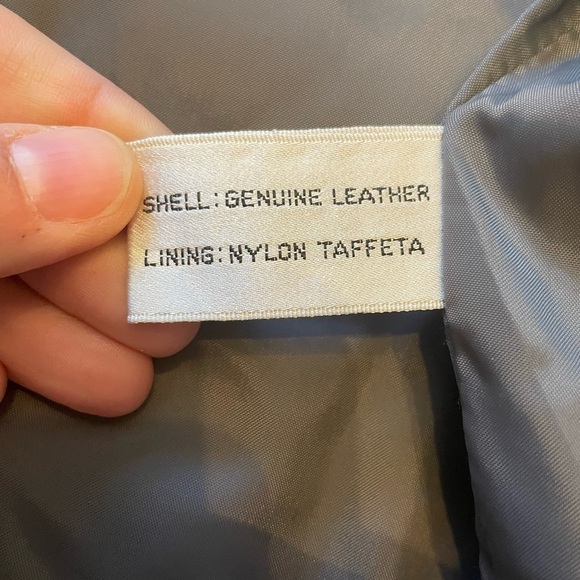 SHELL: GENUINE LEATHER
LINING: NYLON TAFFETA